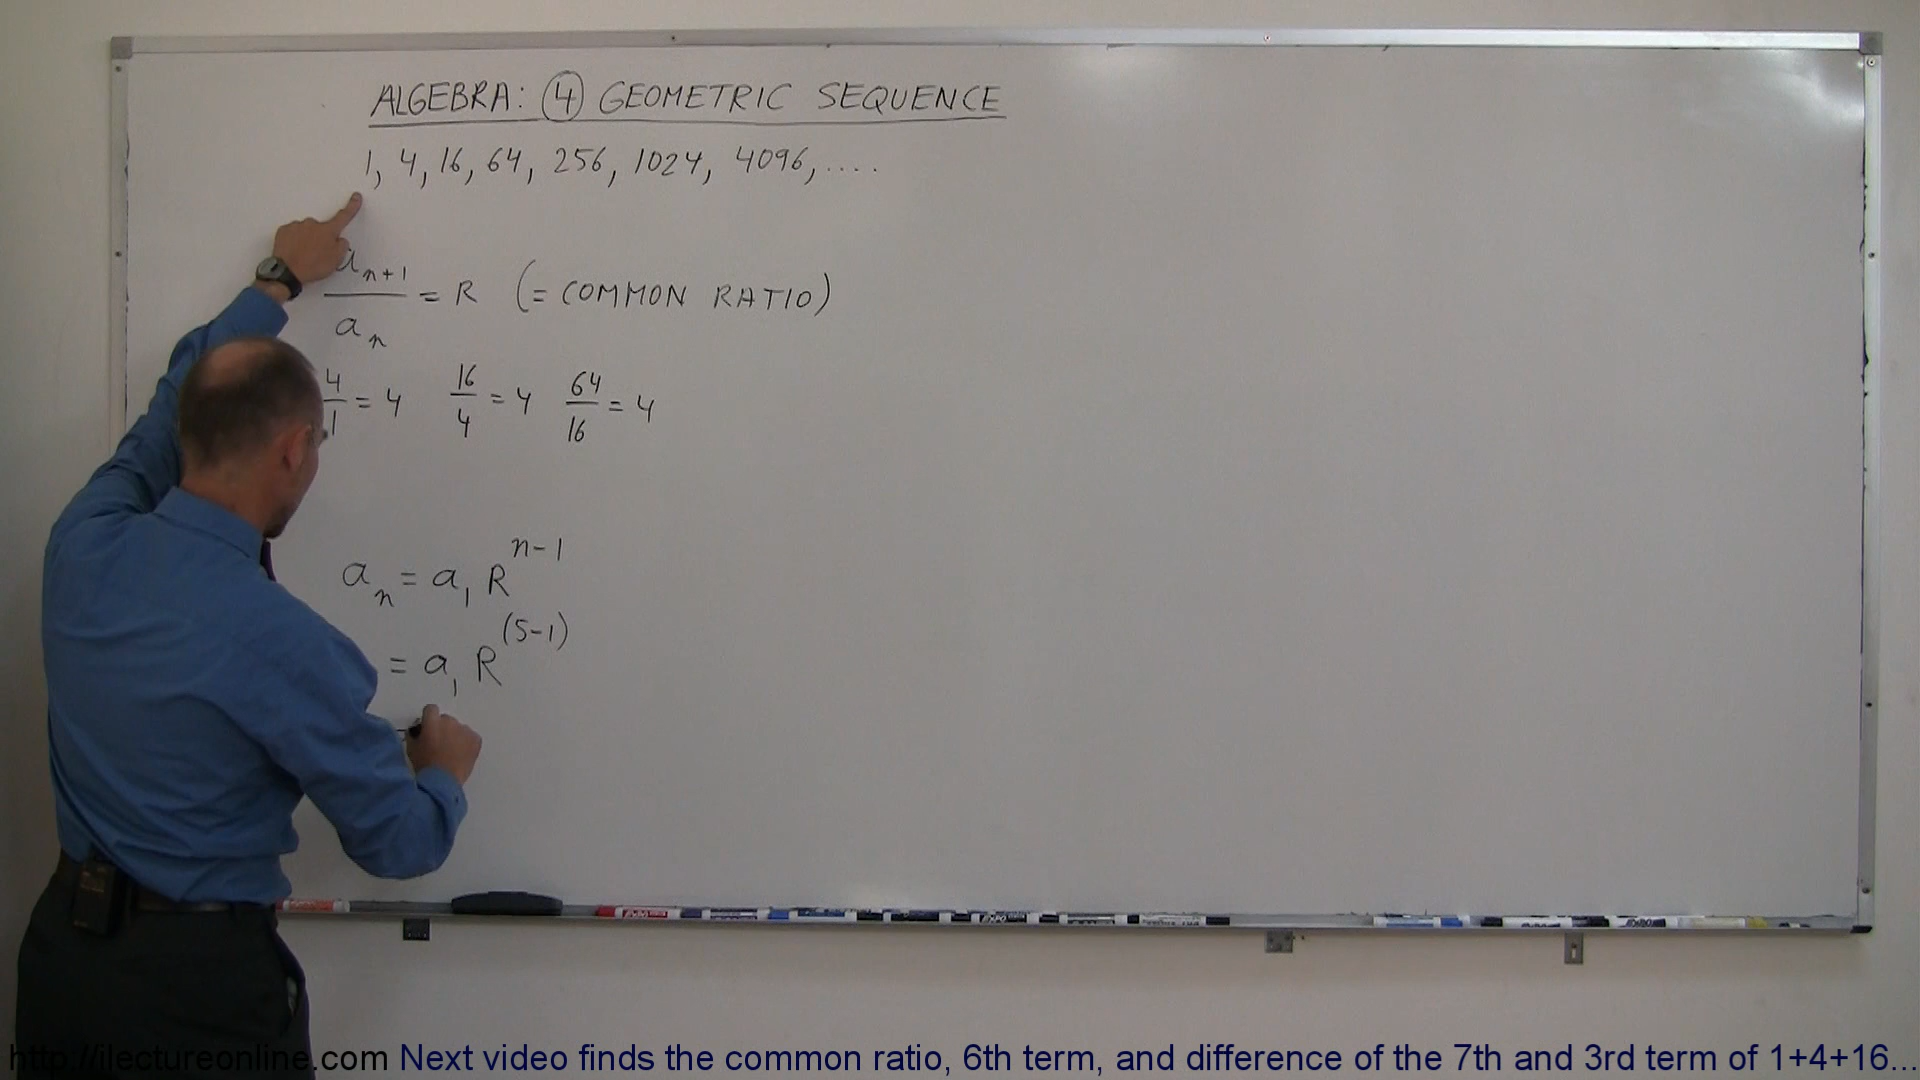 ALGEBRA: ④ GEOMETRIC SEQUENCE
1, 4, 16, 64, 256, 1024, 4096, ....
a_{n+1}/a_n = R (= COMMON RATIO)
4/1 = 4 16/4 = 4 64/16 = 4
a_n = a_1 R^{n-1}
= a_1 R^{(5-1)}
http://ilectureonline.com Next video finds the common ratio, 6th term, and difference of the 7th and 3rd term of 1+4+16...